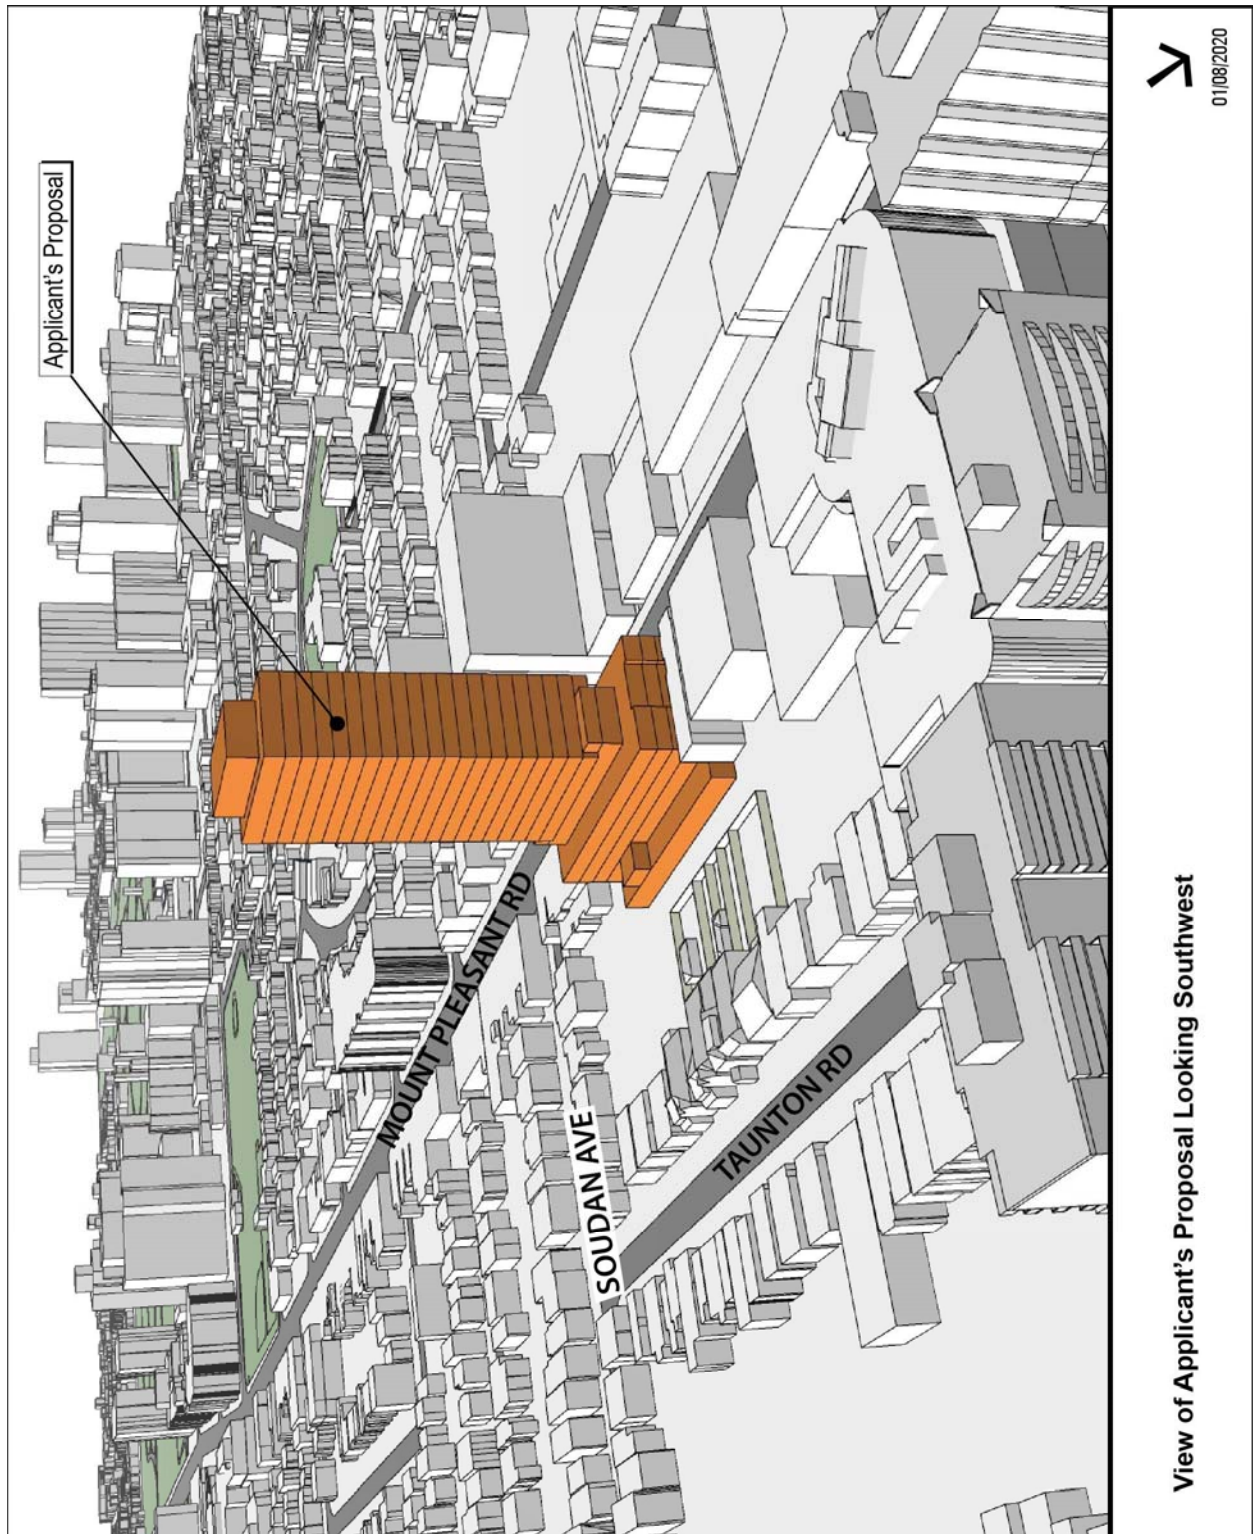 Applicant's Proposal
MOUNT PLEASANT RD
SOUDAN AVE
TAUNTON RD
View of Applicant's Proposal Looking Southwest
01/08/2020